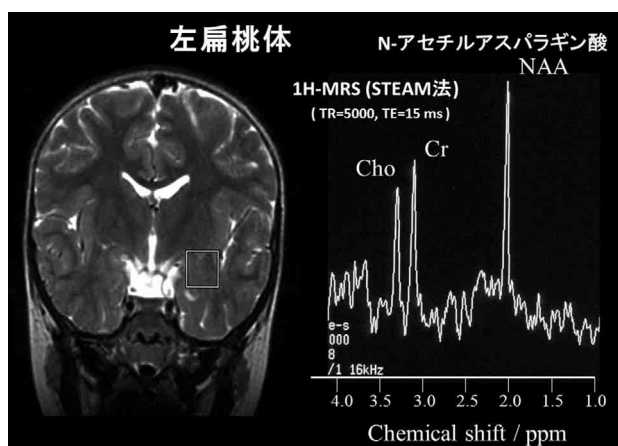 左扁桃体
N-アセチルアスパラギン酸
NAA
1H-MRS (STEAM法)
( TR=5000, TE=15 ms )
Cho
Cr
e-s
000
8
/1 16kHz
4.0 3.5 3.0 2.5 2.0 1.5 1.0
Chemical shift / ppm